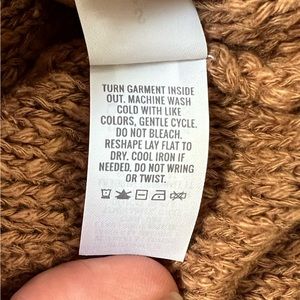 TURN GARMENT INSIDE
OUT. MACHINE WASH
COLD WITH LIKE
COLORS, GENTLE CYCLE.
DO NOT BLEACH.
RESHAPE LAY FLAT TO
DRY. COOL IRON IF
NEEDED. DO NOT WRING
OR TWIST.